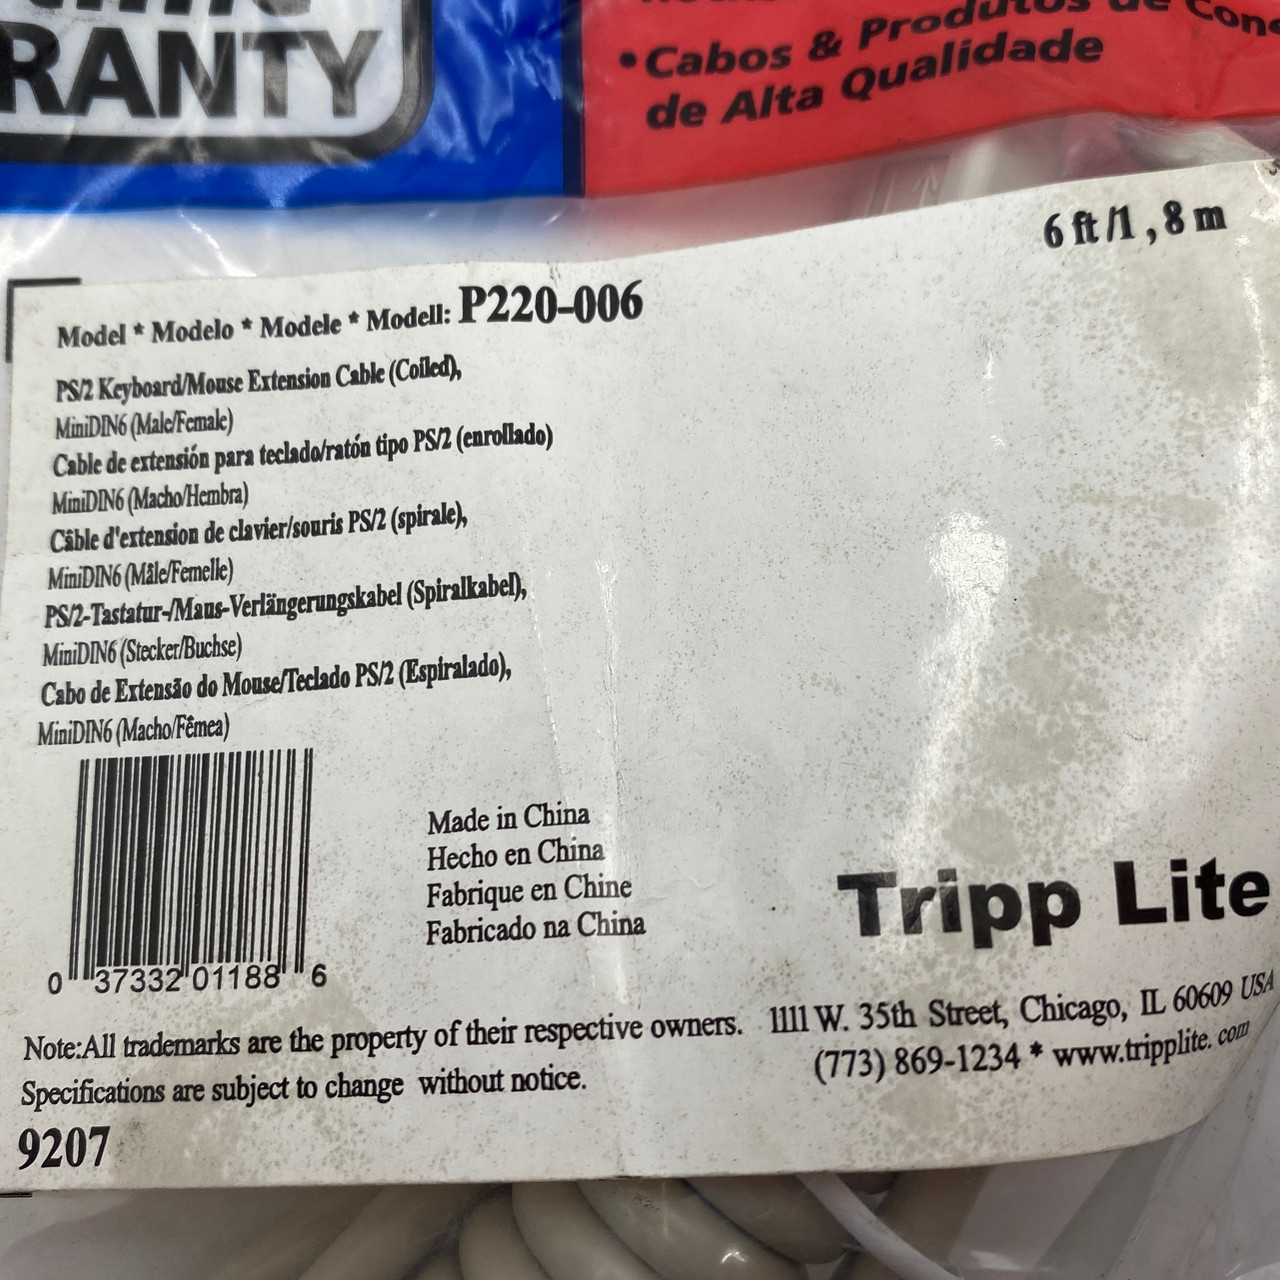 RANTY
• Cabos & Produtos de
de Alta Qualidade
6 ft /1 , 8 m
Model * Modelo * Modele * Modell: P220-006
PS/2 Keyboard/Mouse Extension Cable (Coiled),
MiniDIN6 (Male/Female)
Cable de extensión para teclado/ratón tipo PS/2 (enrollado)
MiniDIN6 (Macho/Hembra)
Câble d'extension de clavier/souris PS/2 (spirale),
MiniDIN6 (Mâle/Femelle)
PS/2-Tastatur-/Maus-Verlängerungskabel (Spiralkabel),
MiniDIN6 (Stecker/Buchse)
Cabo de Extensão do Mouse/Teclado PS/2 (Espiralado),
MiniDIN6 (Macho/Fêmea)
0 37332 01188 6
Made in China
Hecho en China
Fabrique en Chine
Fabricado na China
Tripp Lite
1111 W. 35th Street, Chicago, IL 60609 USA
(773) 869-1234 * www.tripplite. com
Note:All trademarks are the property of their respective owners.
Specifications are subject to change without notice.
9207